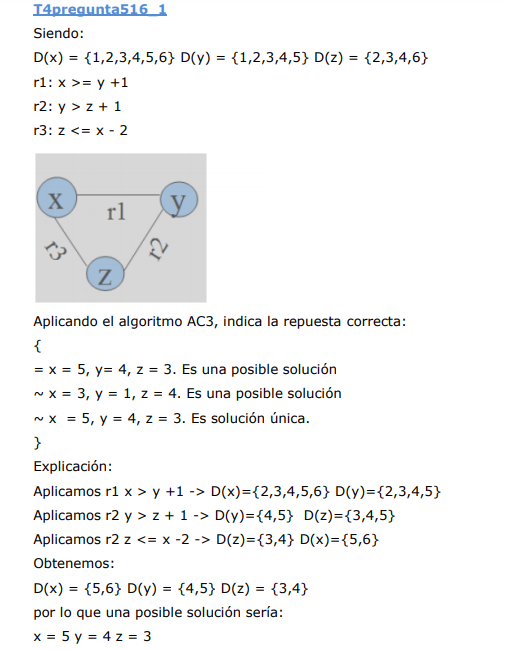 T4pregunta516_1
Siendo:
D(x) = {1,2,3,4,5,6} D(y) = {1,2,3,4,5} D(z) = {2,3,4,6}
r1: x >= y +1
r2: y > z + 1
r3: z <= x - 2
x
y
r1
r3
r2
z
Aplicando el algoritmo AC3, indica la repuesta correcta:
{
= x = 5, y= 4, z = 3. Es una posible solución
~ x = 3, y = 1, z = 4. Es una posible solución
~ x  = 5, y = 4, z = 3. Es solución única.
}
Explicación:
Aplicamos r1 x > y +1 -> D(x)={2,3,4,5,6} D(y)={2,3,4,5}
Aplicamos r2 y > z + 1 -> D(y)={4,5}  D(z)={3,4,5}
Aplicamos r2 z <= x -2 -> D(z)={3,4} D(x)={5,6}
Obtenemos:
D(x) = {5,6} D(y) = {4,5} D(z) = {3,4}
por lo que una posible solución sería:
x = 5 y = 4 z = 3